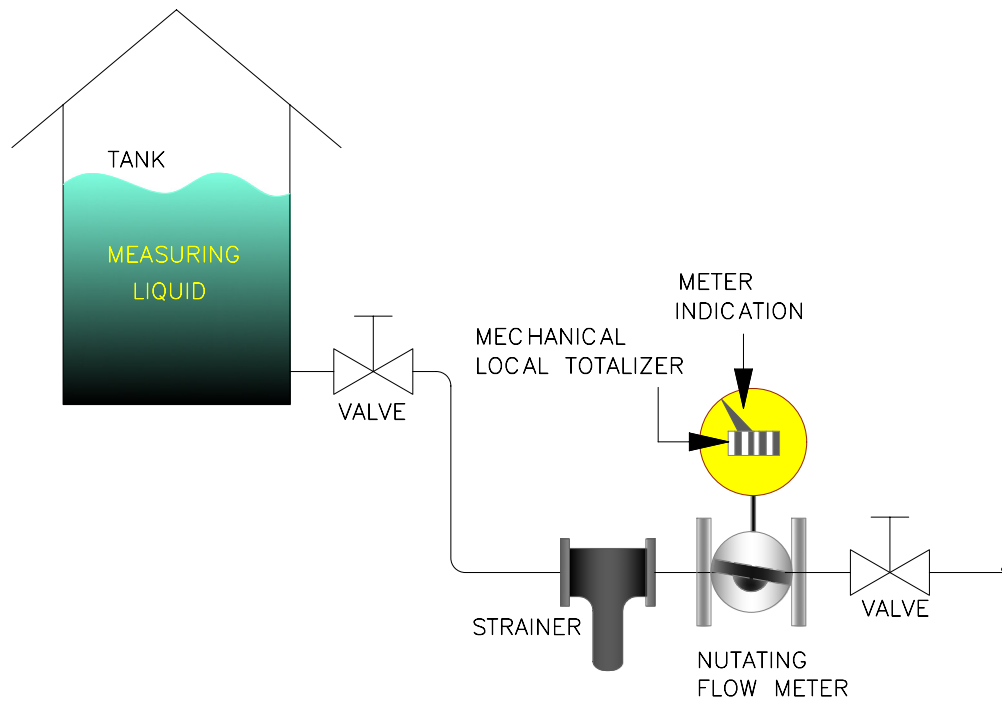 TANK
MEASURING
LIQUID
METER
INDICATION
MECHANICAL
LOCAL TOTALIZER
VALVE
STRAINER
VALVE
NUTATING
FLOW METER